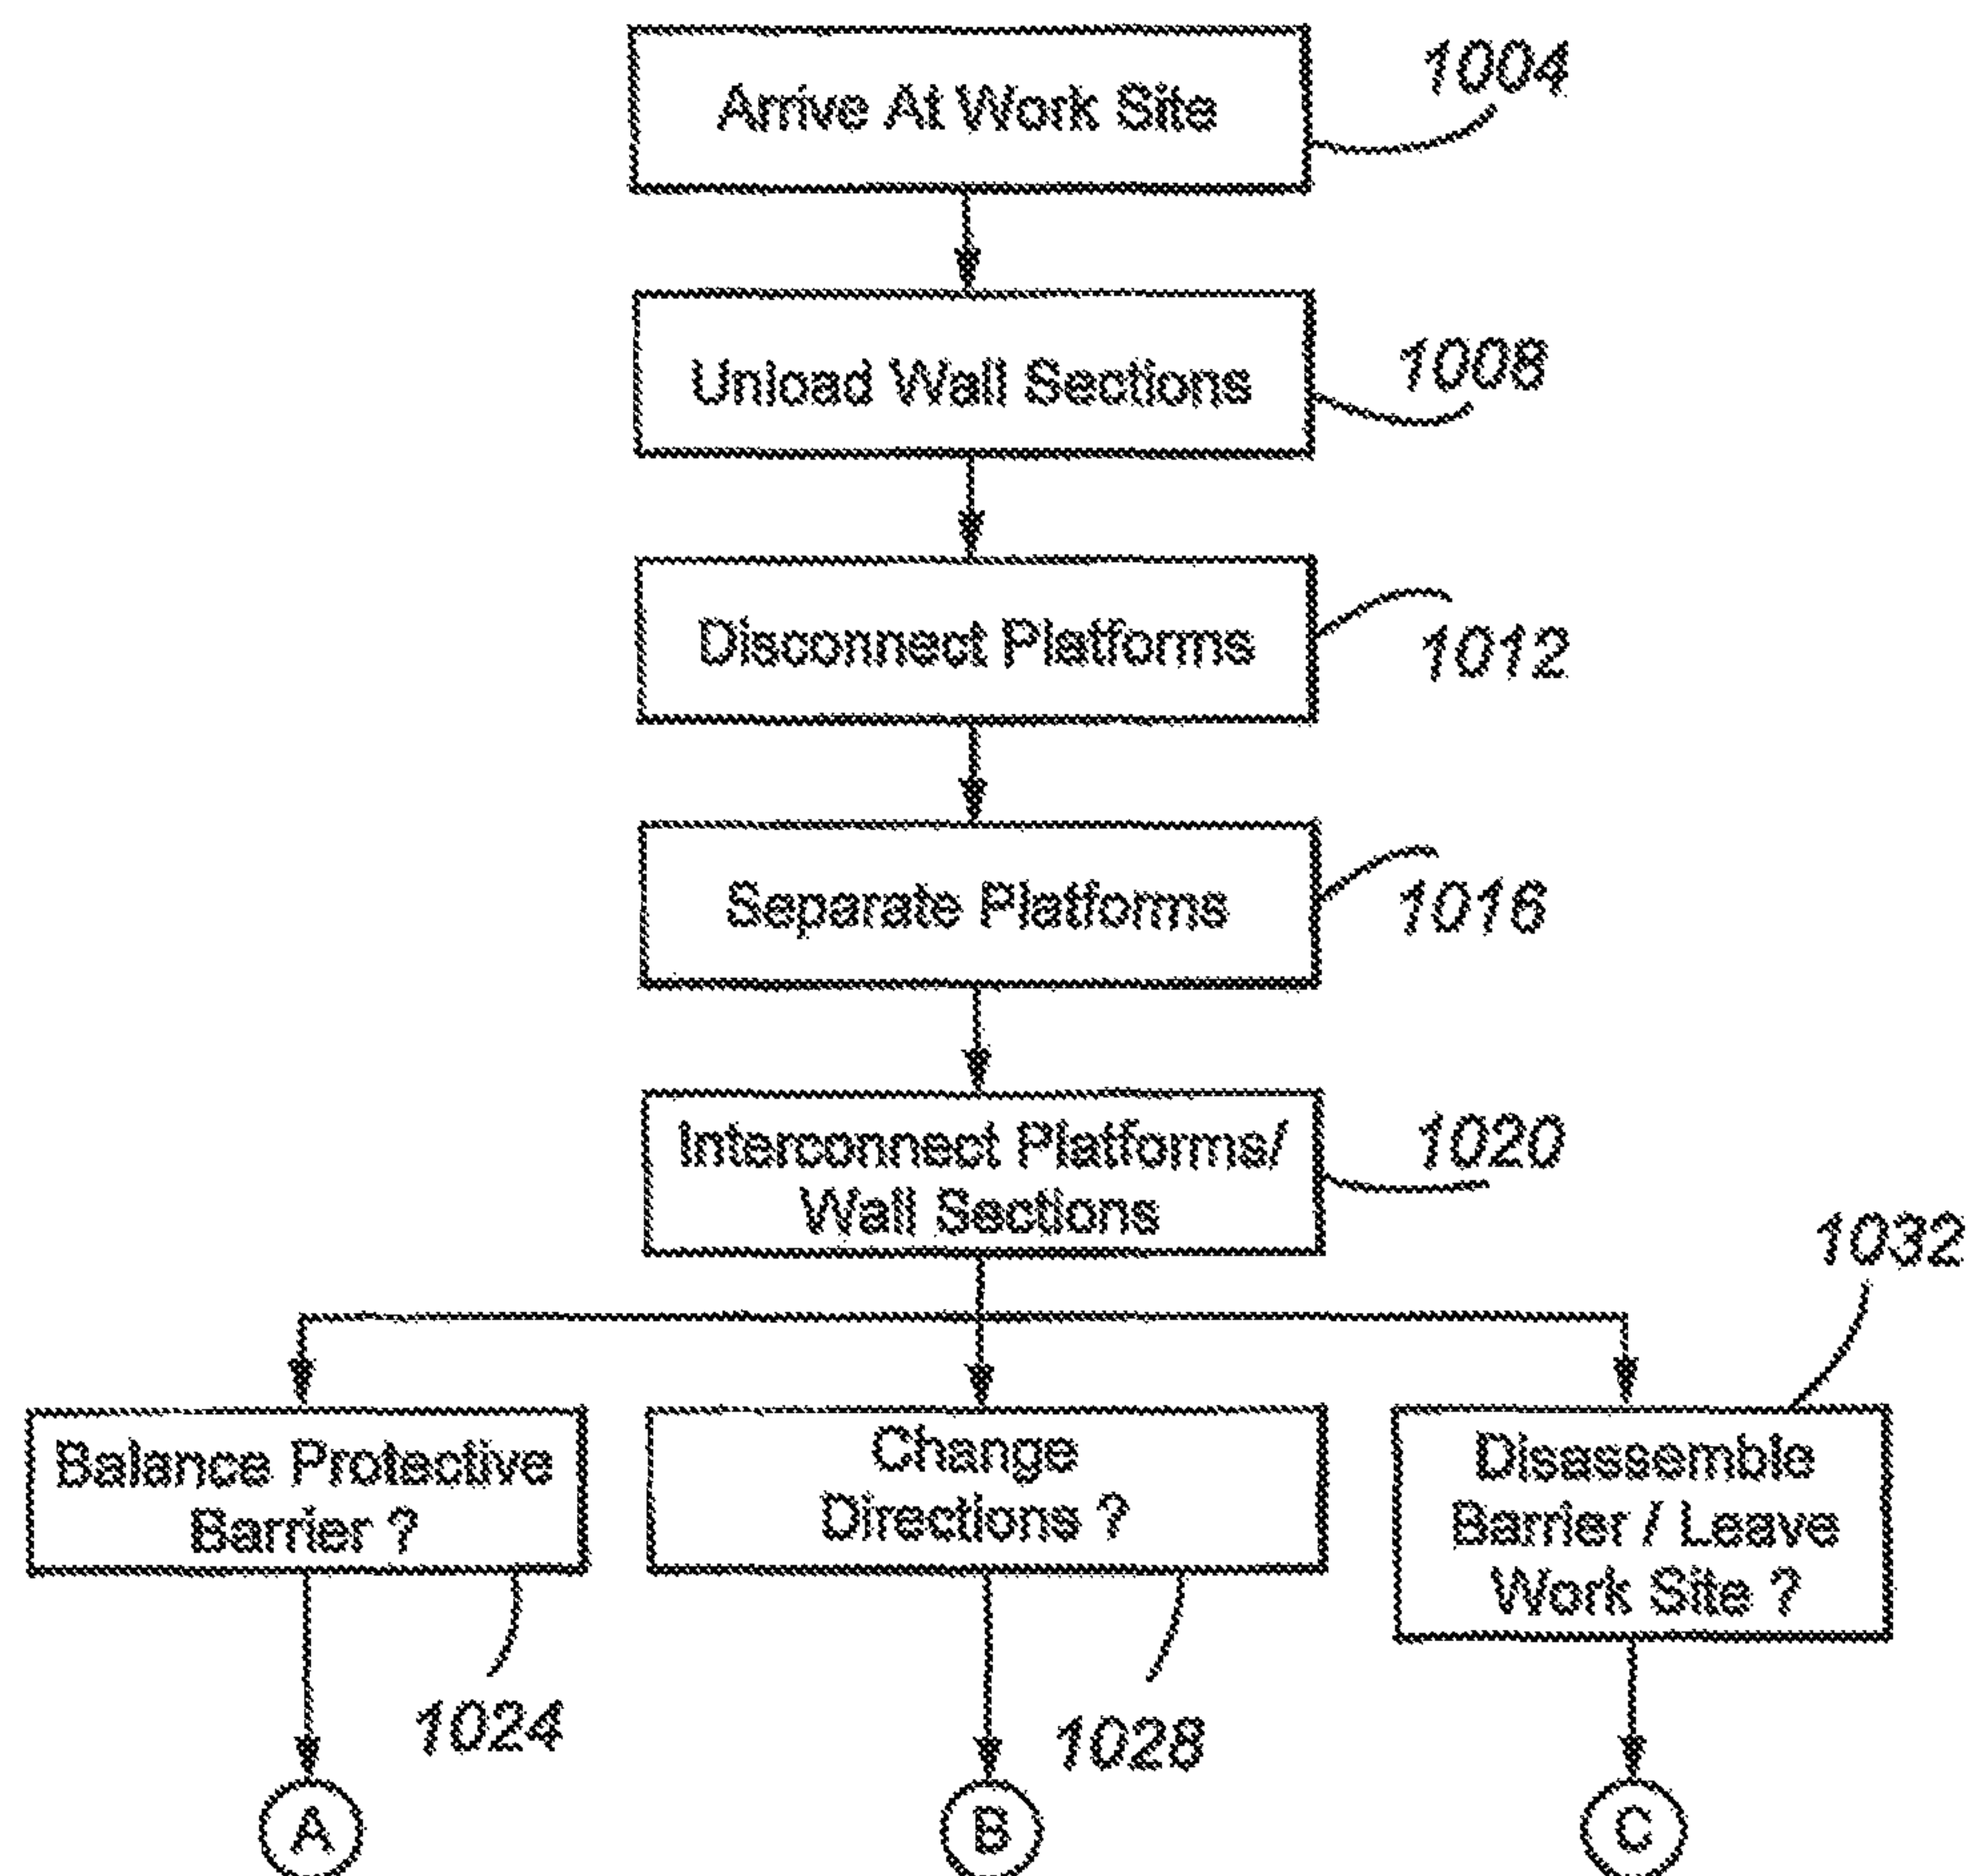 Arrive At Work Site
1004
Unload Wall Sections
1008
Disconnect Platforms
1012
Separate Platforms
1016
Interconnect Platforms/
Wall Sections
1020
1032
Balance Protective
Barrier ?
Change
Directions ?
Disassemble
Barrier / Leave
Work Site ?
1024
1028
A
B
C